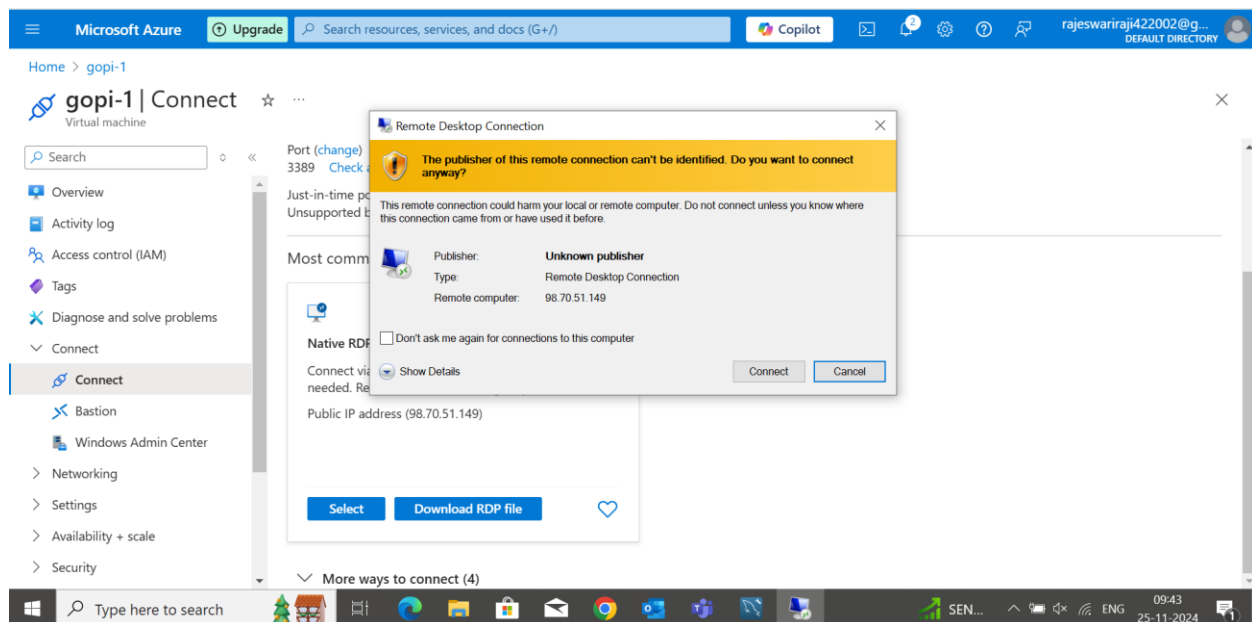 Microsoft Azure
Upgrade
Search resources, services, and docs (G+/)
Copilot
2
rajeswariraji422002@g...
DEFAULT DIRECTORY
Home > gopi-1
gopi-1 | Connect
Virtual machine
Search
Overview
Activity log
Access control (IAM)
Tags
Diagnose and solve problems
Connect
Connect
Bastion
Windows Admin Center
Networking
Settings
Availability + scale
Security
Port (change)
3389 Check
Just-in-time
Unsupported
Most
Remote Desktop Connection
The publisher of this remote connection can't be identified. Do you want to connect
anyway?
This remote connection could harm your local or remote computer. Do not connect unless you know where
this connection came from or have used it before.
Publisher: Unknown publisher
Type: Remote Desktop Connection
Remote computer: 98.70.51.149
Don't ask me again for connections to this computer
Show Details
Connect
Cancel
Native RDP
Connect
needed.
Public IP address (98.70.51.149)
Select
Download RDP file
More ways to connect (4)
Type here to search
SEN...
ENG
09:43
25-11-2024
1